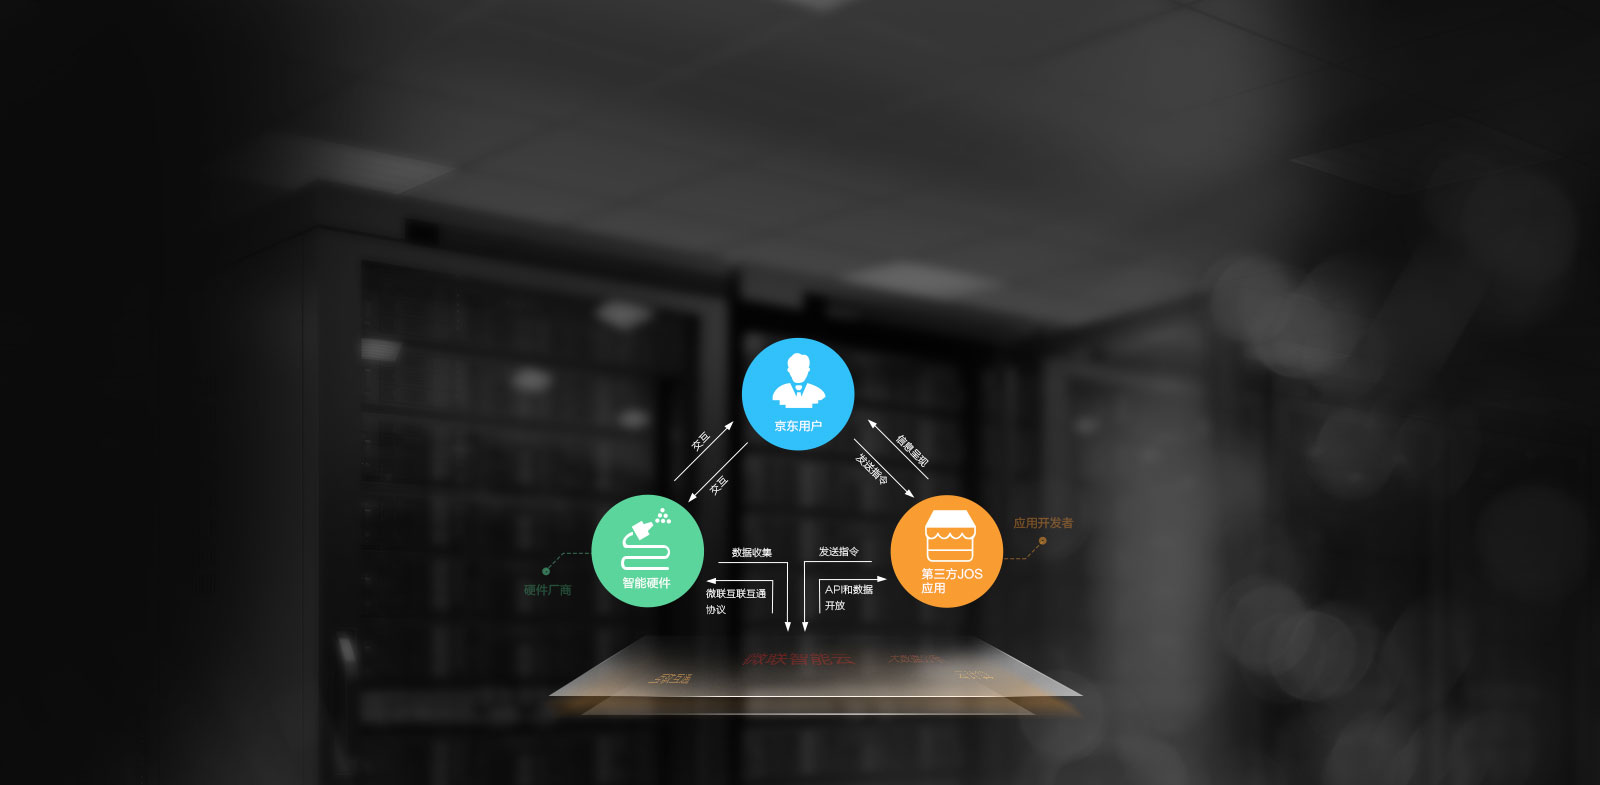 京东用户
交互
交互
信息呈现
发送指令
应用开发者
智能硬件
第三方JOS
应用
硬件厂商
数据收集
发送指令
微联互联互通
协议
API和数据
开放
微联智能云